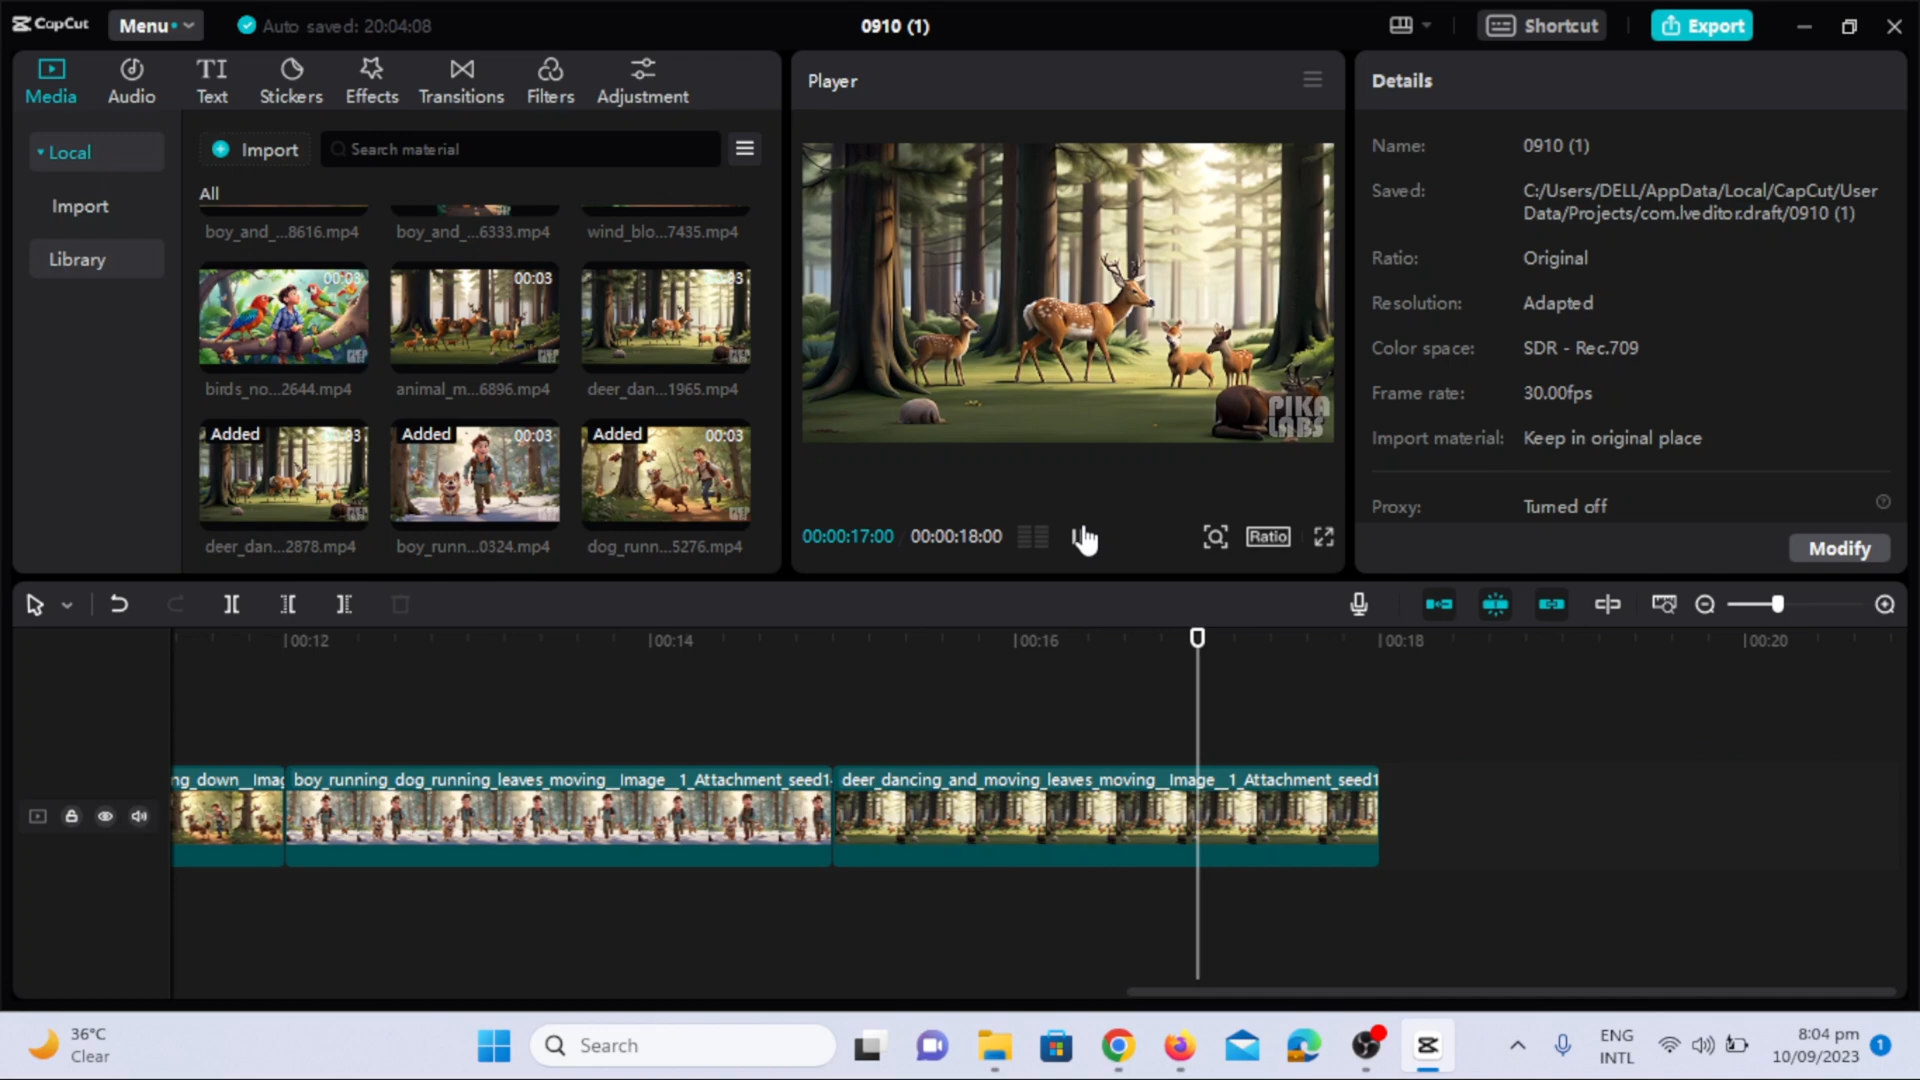 CapCut
Menu
Auto saved: 20:04:08
0910 (1)
Shortcut
Export
Media
Audio
TI
Text
Stickers
Effects
Transitions
Filters
Adjustment
Player
Details
Local
Import
Library
Import
Search material
All
boy_and_...8616.mp4
boy_and_...6333.mp4
wind_blo...7435.mp4
00:03
00:03
birds_no...2644.mp4
animal_m...6896.mp4
deer_dan...1965.mp4
Added
Added
00:03
Added
00:03
deer_dan...2878.mp4
boy_runn...0324.mp4
dog_runn...5276.mp4
PIKA
LABS
00:00:17:00 / 00:00:18:00
Ratio
Name: 0910 (1)
Saved: C:/Users/DELL/AppData/Local/CapCut/User
Data/Projects/com.lveditor.draft/0910 (1)
Ratio: Original
Resolution: Adapted
Color space: SDR - Rec.709
Frame rate: 30.00fps
Import material: Keep in original place
Proxy: Turned off
Modify
00:12
00:14
00:16
00:18
00:20
boy_running_dog_running_leaves_moving__Image__1_Attachment_seed1
deer_dancing_and_moving_leaves_moving__Image__1_Attachment_seed1
36°C
Clear
Search
ENG
INTL
8:04 pm
10/09/2023
1